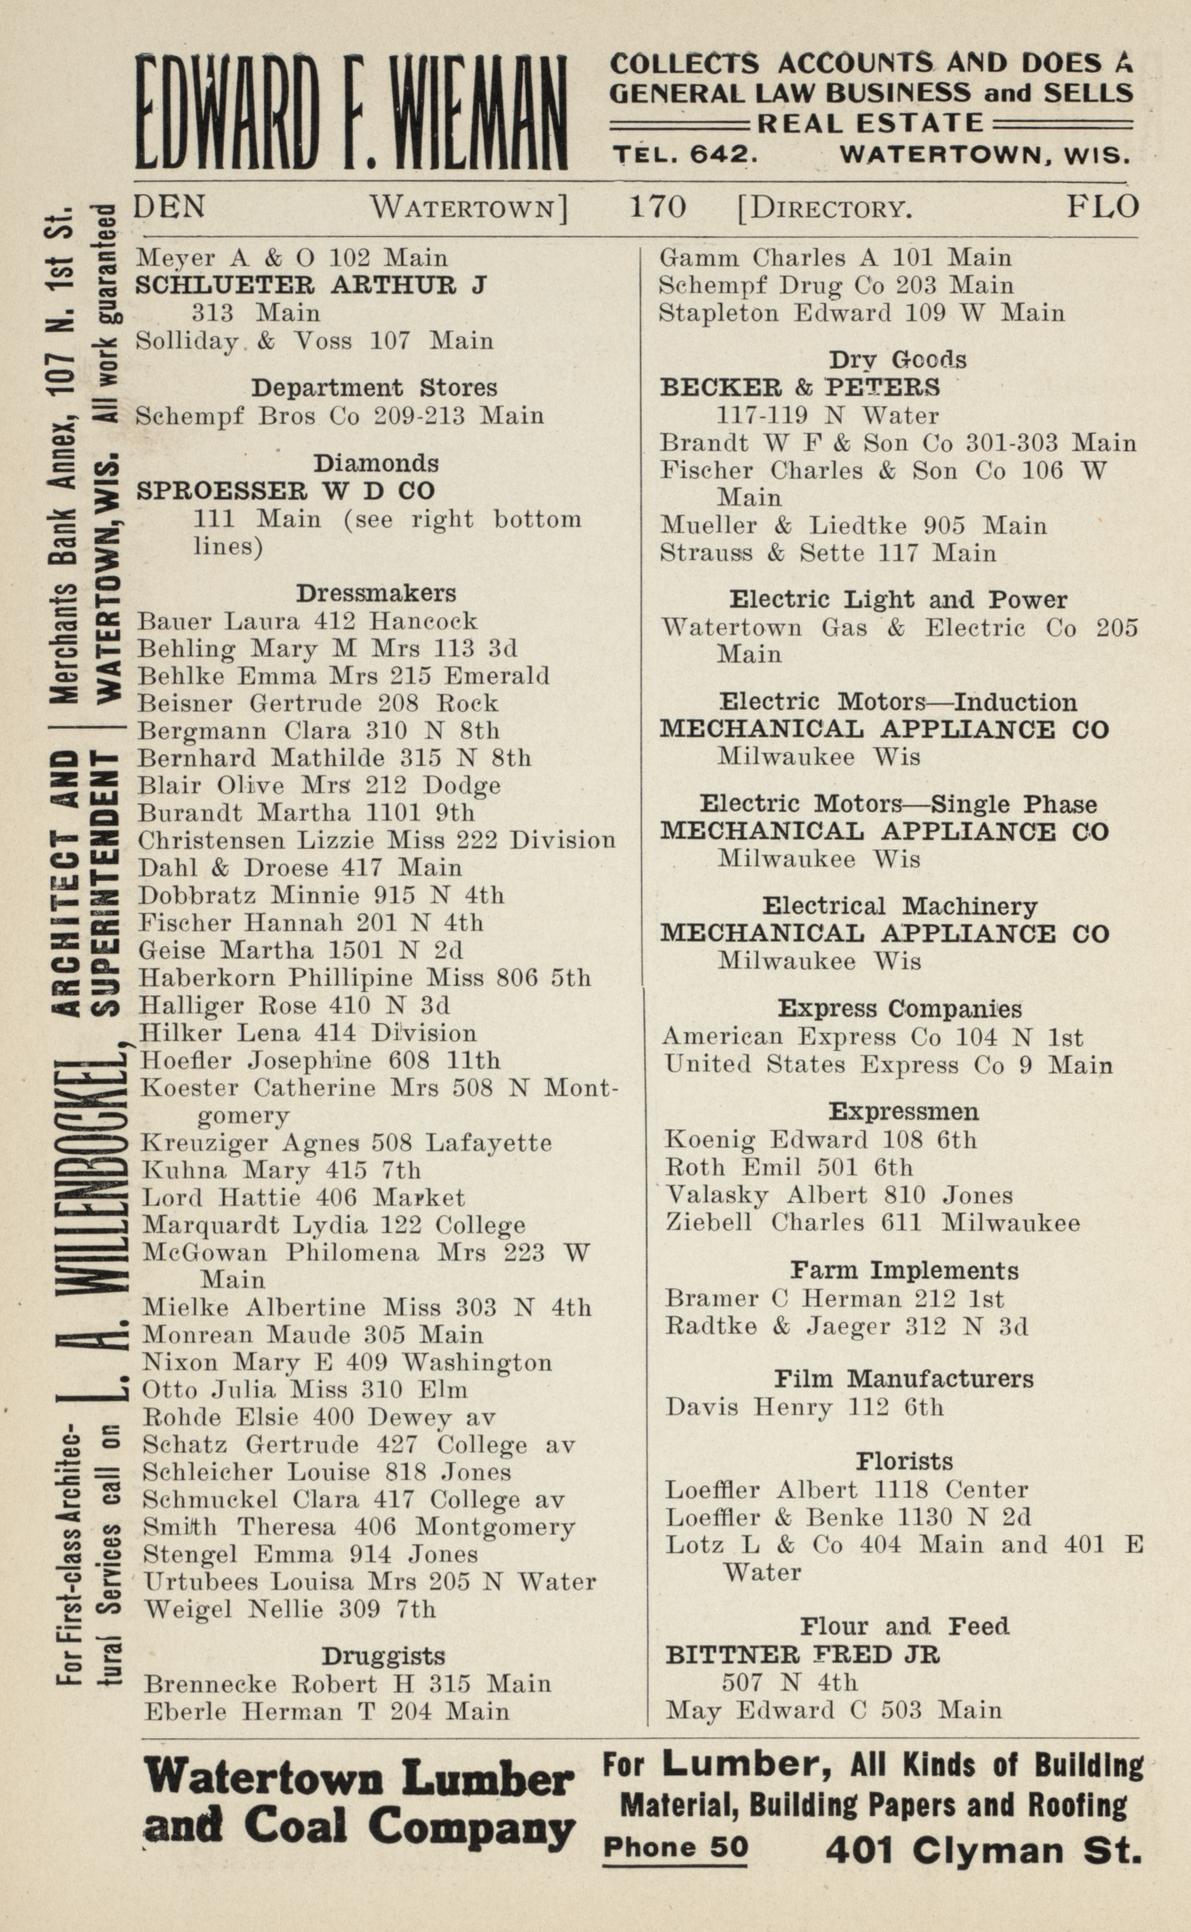 EDWARD F. WIEMAN
COLLECTS ACCOUNTS AND DOES A
GENERAL LAW BUSINESS and SELLS
REAL ESTATE
TEL. 642. WATERTOWN, WIS.
DEN WATERTOWN] 170 [DIRECTORY. FLO
Meyer A & O 102 Main
SCHLUETER ARTHUR J
313 Main
Solliday & Voss 107 Main
Department Stores
Schempf Bros Co 209-213 Main
Diamonds
SPROESSER W D CO
111 Main (see right bottom
lines)
Dressmakers
Bauer Laura 412 Hancock
Behling Mary M Mrs 113 3d
Behlke Emma Mrs 215 Emerald
Beisner Gertrude 208 Rock
Bergmann Clara 310 N 8th
Bernhard Mathilde 315 N 8th
Blair Olive Mrs 212 Dodge
Burandt Martha 1101 9th
Christensen Lizzie Miss 222 Division
Dahl & Droese 417 Main
Dobbratz Minnie 915 N 4th
Fischer Hannah 201 N 4th
Geise Martha 1501 N 2d
Haberkorn Phillipine Miss 806 5th
Halliger Rose 410 N 3d
Hilker Lena 414 Division
Hoefler Josephine 608 11th
Koester Catherine Mrs 508 N Mont-
gomery
Kreuziger Agnes 508 Lafayette
Kuhna Mary 415 7th
Lord Hattie 406 Market
Marquardt Lydia 122 College
McGowan Philomena Mrs 223 W
Main
Mielke Albertine Miss 303 N 4th
Monrean Maude 305 Main
Nixon Mary E 409 Washington
Otto Julia Miss 310 Elm
Rohde Elsie 400 Dewey av
Schatz Gertrude 427 College av
Schleicher Louise 818 Jones
Schmuckel Clara 417 College av
Smith Theresa 406 Montgomery
Stengel Emma 914 Jones
Urtubees Louisa Mrs 205 N Water
Weigel Nellie 309 7th
Druggists
Brennecke Robert H 315 Main
Eberle Herman T 204 Main
Gamm Charles A 101 Main
Schempf Drug Co 203 Main
Stapleton Edward 109 W Main
Dry Goods
BECKER & PETERS
117-119 N Water
Brandt W F & Son Co 301-303 Main
Fischer Charles & Son Co 106 W
Main
Mueller & Liedtke 905 Main
Strauss & Sette 117 Main
Electric Light and Power
Watertown Gas & Electric Co 205
Main
Electric Motors—Induction
MECHANICAL APPLIANCE CO
Milwaukee Wis
Electric Motors—Single Phase
MECHANICAL APPLIANCE CO
Milwaukee Wis
Electrical Machinery
MECHANICAL APPLIANCE CO
Milwaukee Wis
Express Companies
American Express Co 104 N 1st
United States Express Co 9 Main
Expressmen
Koenig Edward 108 6th
Roth Emil 501 6th
Valasky Albert 810 Jones
Ziebell Charles 611 Milwaukee
Farm Implements
Bramer C Herman 212 1st
Radtke & Jaeger 312 N 3d
Film Manufacturers
Davis Henry 112 6th
Florists
Loeffler Albert 1118 Center
Loeffler & Benke 1130 N 2d
Lotz L & Co 404 Main and 401 E
Water
Flour and Feed
BITTNER FRED JR
507 N 4th
May Edward C 503 Main
For First-class Architec-
tural Services call on
L. A. WILLENBOCKEL,
ARCHITECT AND
SUPERINTENDENT
Merchants Bank Annex, 107 N. 1st St.
WATERTOWN, WIS. All work guaranteed
Watertown Lumber
and Coal Company
For Lumber, All Kinds of Building
Material, Building Papers and Roofing
Phone 50 401 Clyman St.